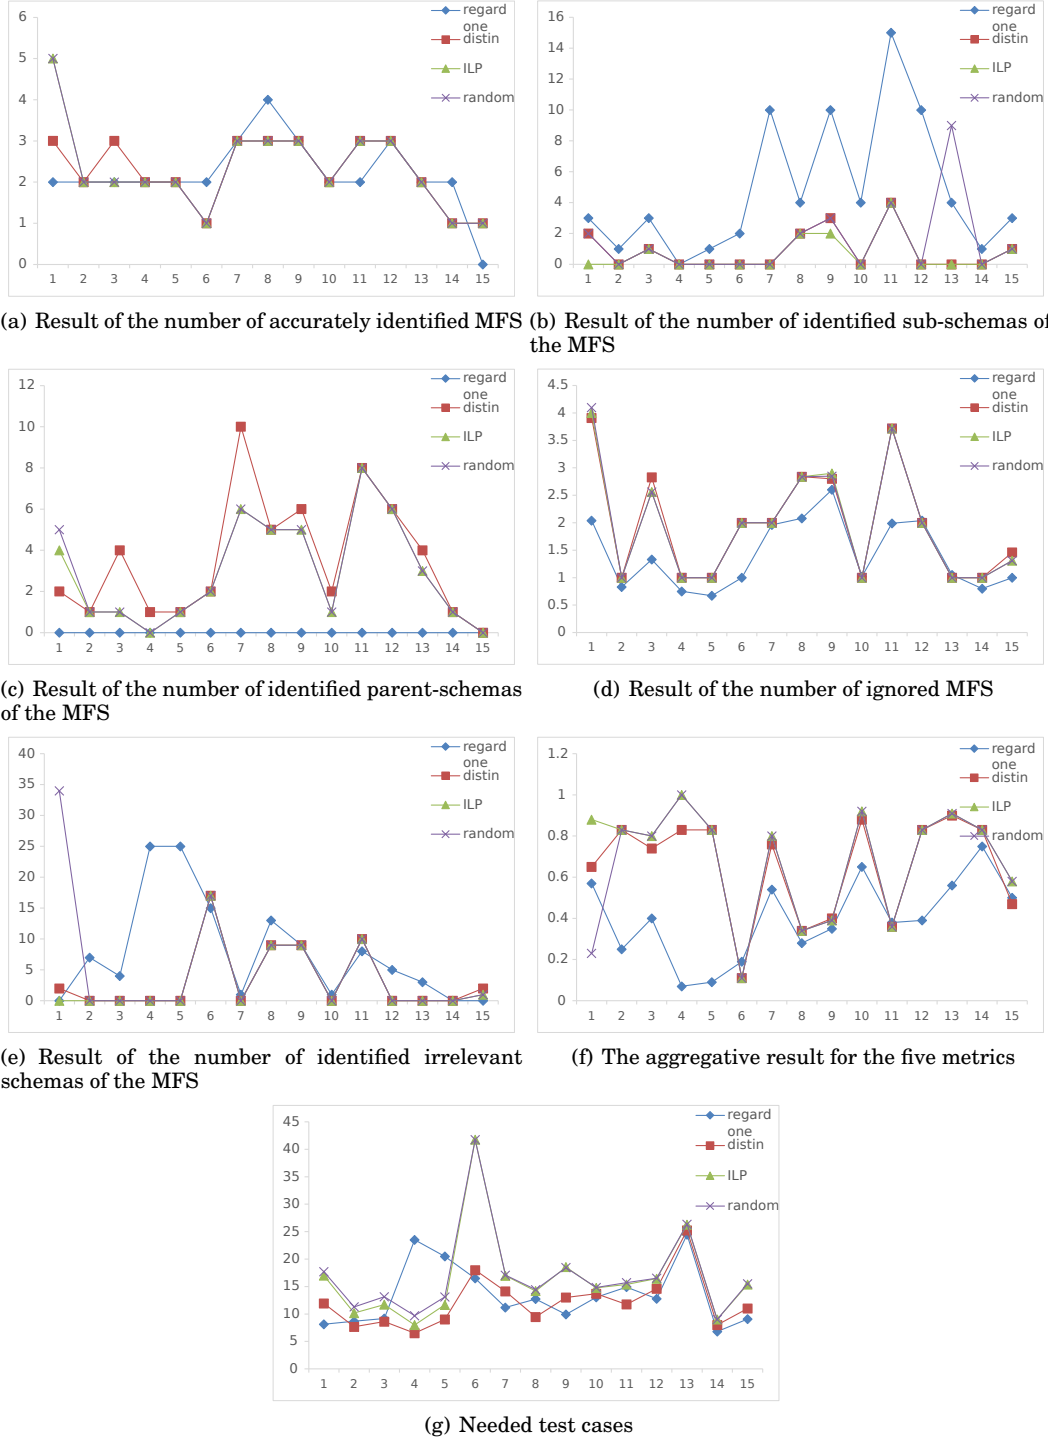 6
5
4
3
2
1
0
1 2 3 4 5 6 7 8 9 10 11 12 13 14 15
regard
one
distin
ILP
random
(a) Result of the number of accurately identified MFS
16
14
12
10
8
6
4
2
0
1 2 3 4 5 6 7 8 9 10 11 12 13 14 15
regard
one
distin
ILP
random
(b) Result of the number of identified sub-schemas of
the MFS
12
10
8
6
4
2
0
1 2 3 4 5 6 7 8 9 10 11 12 13 14 15
regard
one
distin
ILP
random
(c) Result of the number of identified parent-schemas
of the MFS
4.5
4
3.5
3
2.5
2
1.5
1
0.5
0
1 2 3 4 5 6 7 8 9 10 11 12 13 14 15
regard
one
distin
ILP
random
(d) Result of the number of ignored MFS
40
35
30
25
20
15
10
5
0
1 2 3 4 5 6 7 8 9 10 11 12 13 14 15
regard
one
distin
ILP
random
(e) Result of the number of identified irrelevant
schemas of the MFS
1.2
1
0.8
0.6
0.4
0.2
0
1 2 3 4 5 6 7 8 9 10 11 12 13 14 15
regard
one
distin
ILP
random
(f) The aggregative result for the five metrics
45
40
35
30
25
20
15
10
5
0
1 2 3 4 5 6 7 8 9 10 11 12 13 14 15
regard
one
distin
ILP
random
(g) Needed test cases